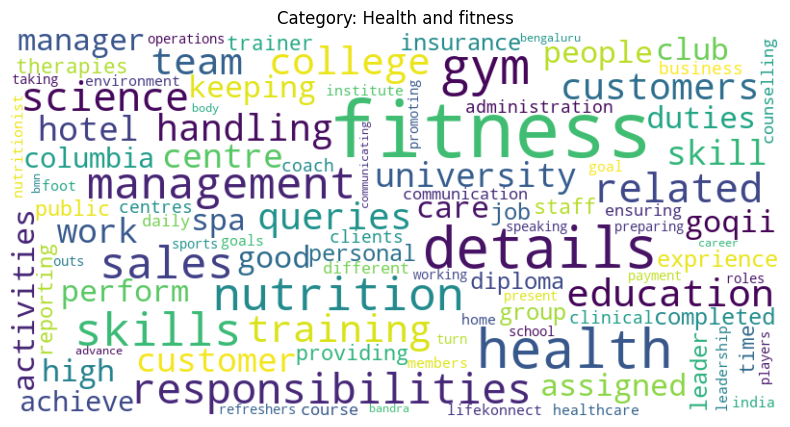 Category: Health and fitness
manager operations trainer insurance bengaluru people club
therapies team college gym business
taking environment keeping institute customers
science body promoting administration duties counselling
nutritionist hotel handling fitness skill
columbia centre coach communicating university goal related
bmn foot management communication
public centres spa queries care job staff ensuring goqii
daily speaking preparing
work sports clients details career
activities outs sales good goals personal different working diploma exprience
reporting perform nutrition payment roles
skills training present education
home group clinical completed
turn school leader leadership time players
advance customer providing members health
high responsibilities assigned
achieve refreshers course bandra lifekonnect healthcare india